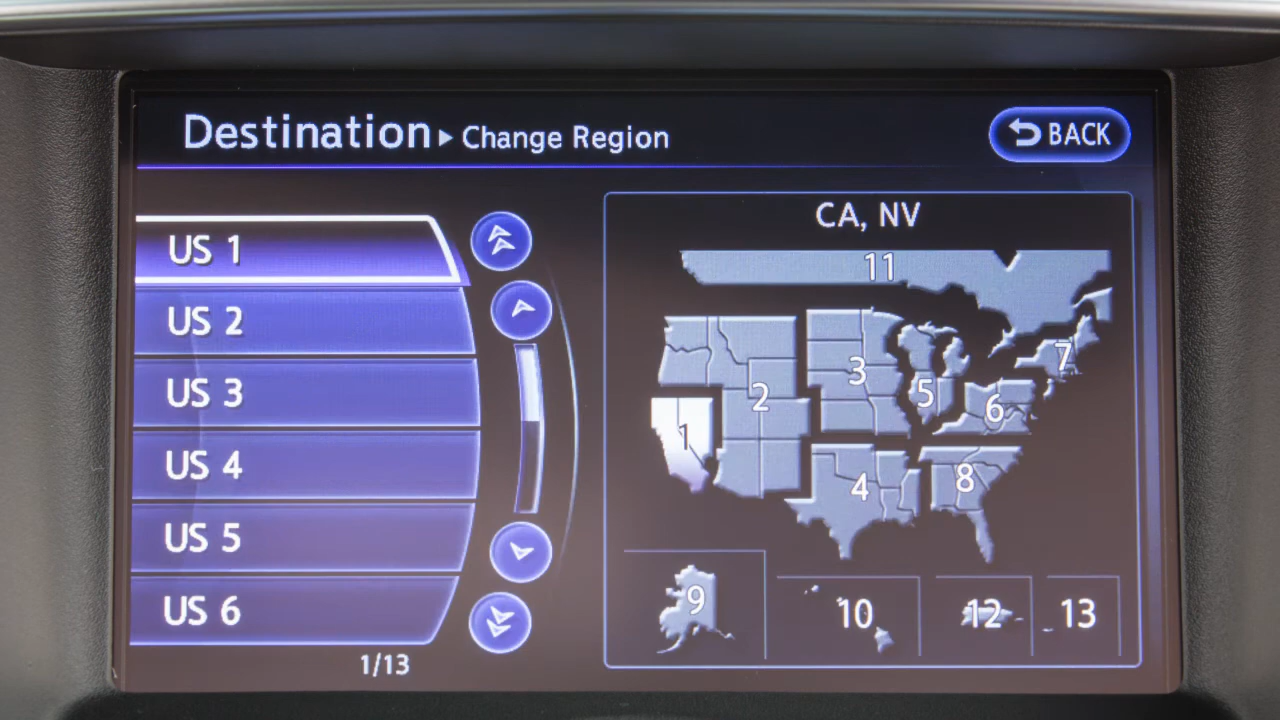 Destination ▸ Change Region
BACK
US 1
US 2
US 3
US 4
US 5
US 6
1/13
CA, NV
11
1
2
3
5
7
6
4
8
9
10
12
13